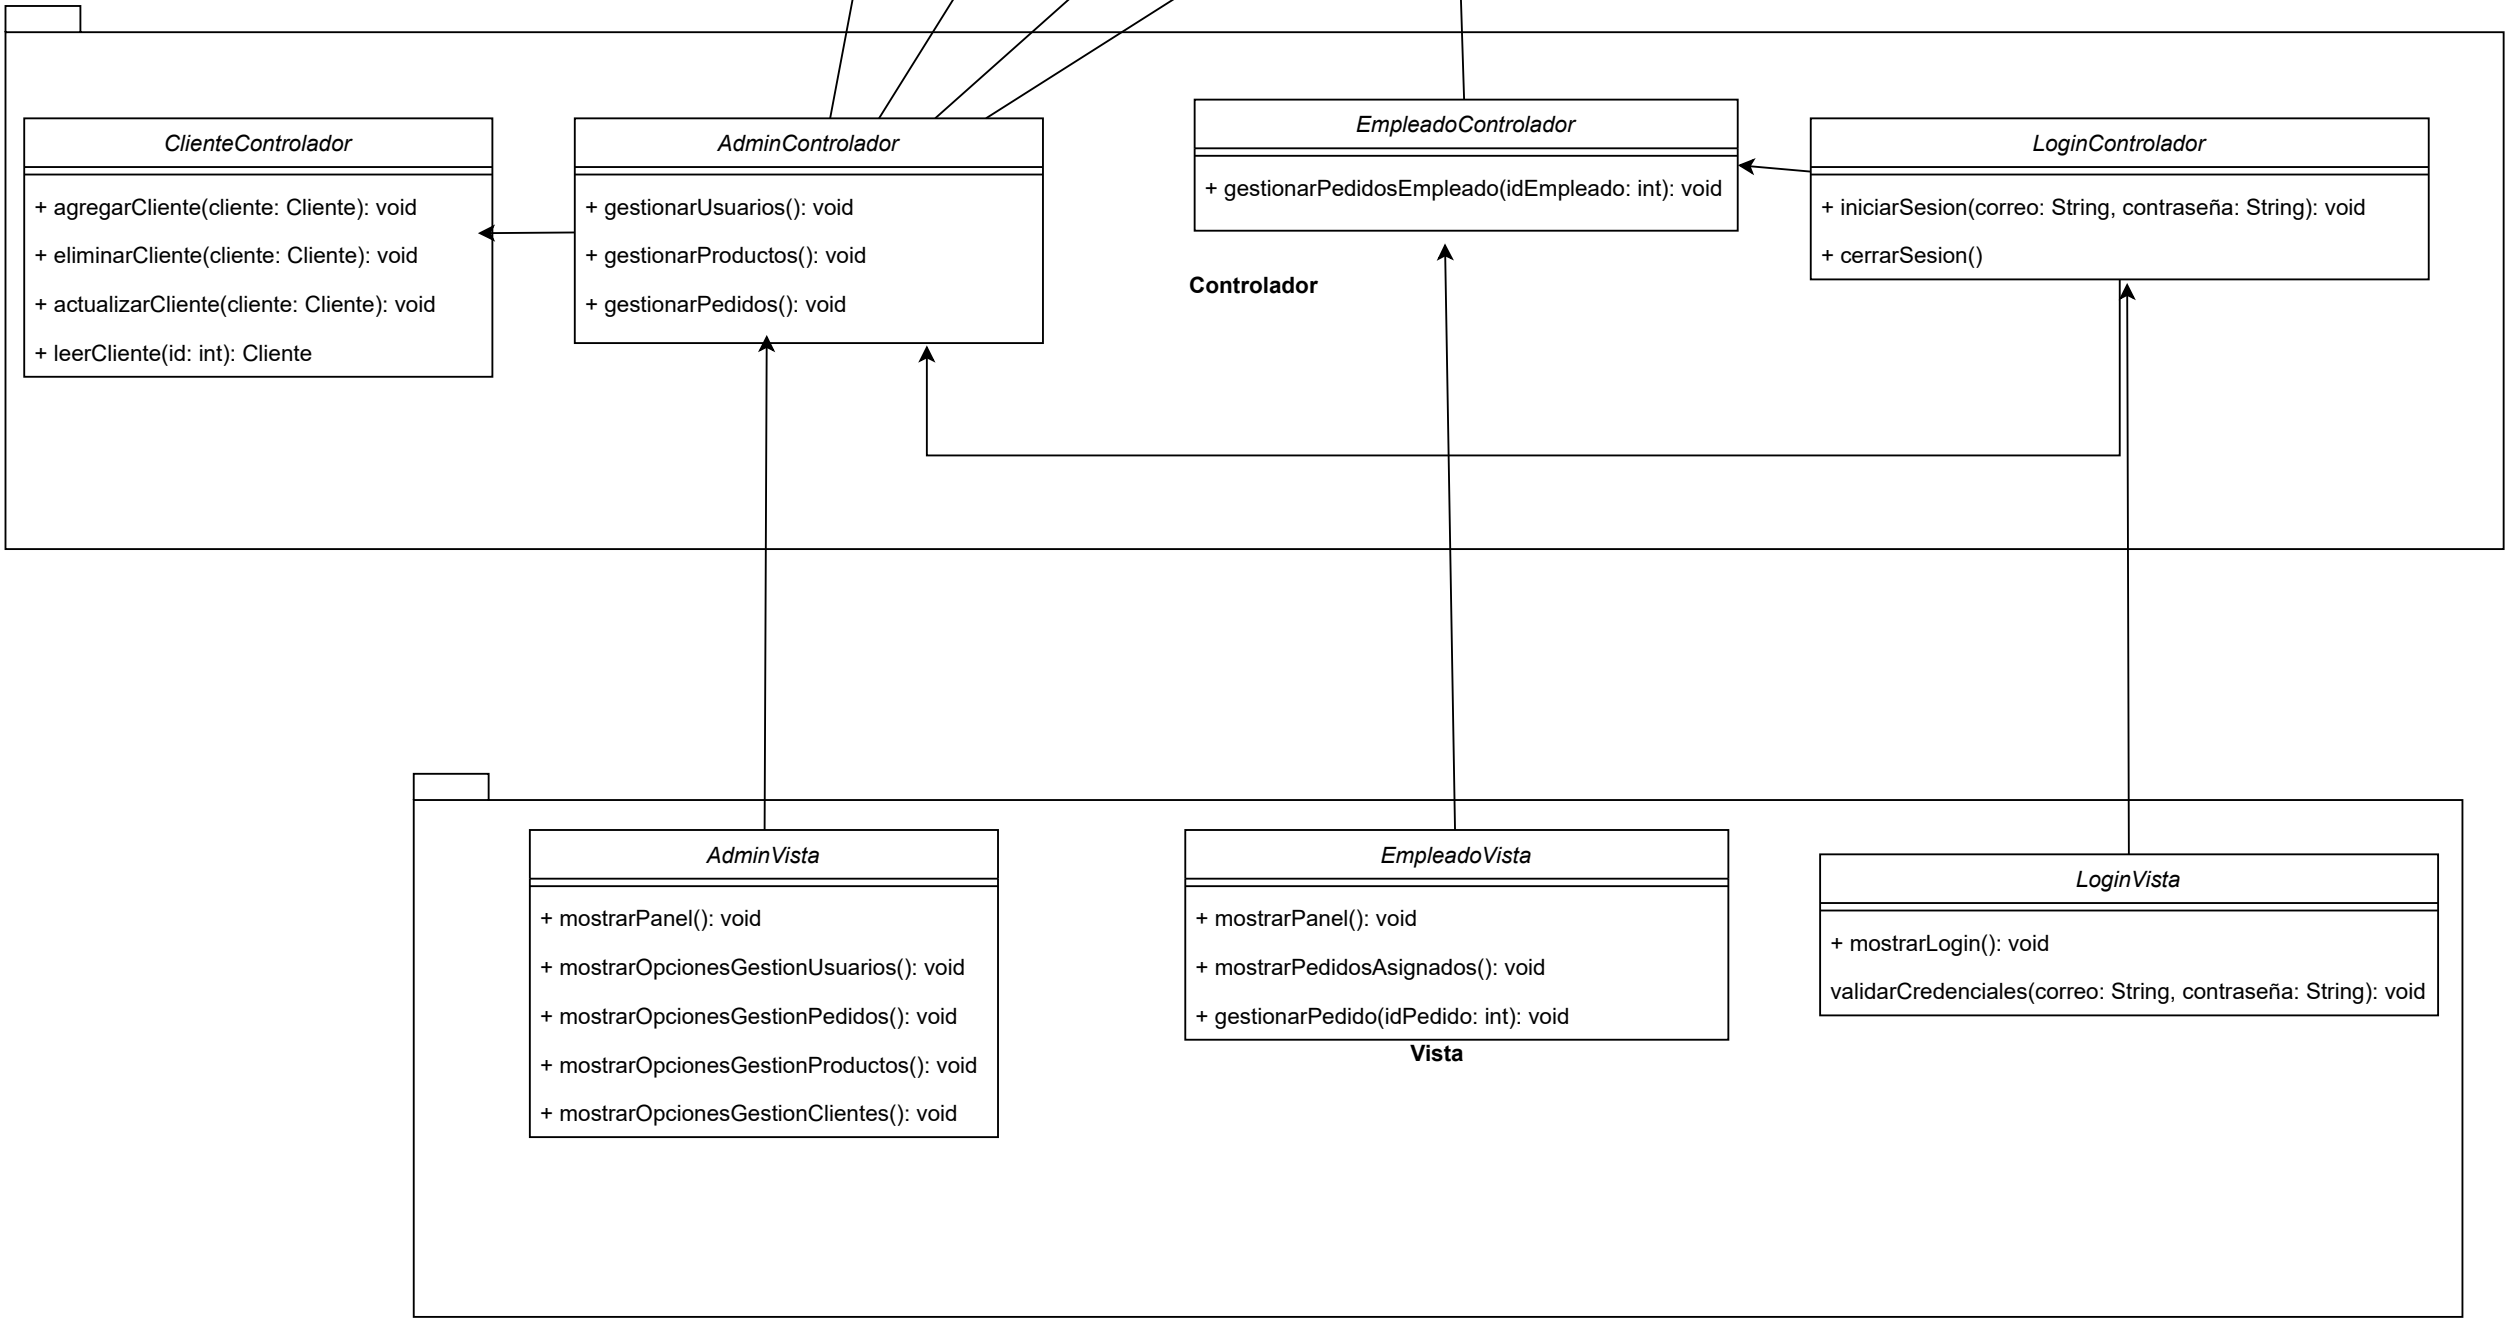 ClienteControlador
+ agregarCliente(cliente: Cliente): void
+ eliminarCliente(cliente: Cliente): void
+ actualizarCliente(cliente: Cliente): void
+ leerCliente(id: int): Cliente
AdminControlador
+ gestionarUsuarios(): void
+ gestionarProductos(): void
+ gestionarPedidos(): void
EmpleadoControlador
+ gestionarPedidosEmpleado(idEmpleado: int): void
LoginControlador
+ iniciarSesion(correo: String, contraseña: String): void
+ cerrarSesion()
Controlador
AdminVista
+ mostrarPanel(): void
+ mostrarOpcionesGestionUsuarios(): void
+ mostrarOpcionesGestionPedidos(): void
+ mostrarOpcionesGestionProductos(): void
+ mostrarOpcionesGestionClientes(): void
EmpleadoVista
+ mostrarPanel(): void
+ mostrarPedidosAsignados(): void
+ gestionarPedido(idPedido: int): void
LoginVista
+ mostrarLogin(): void
validarCredenciales(correo: String, contraseña: String): void
Vista